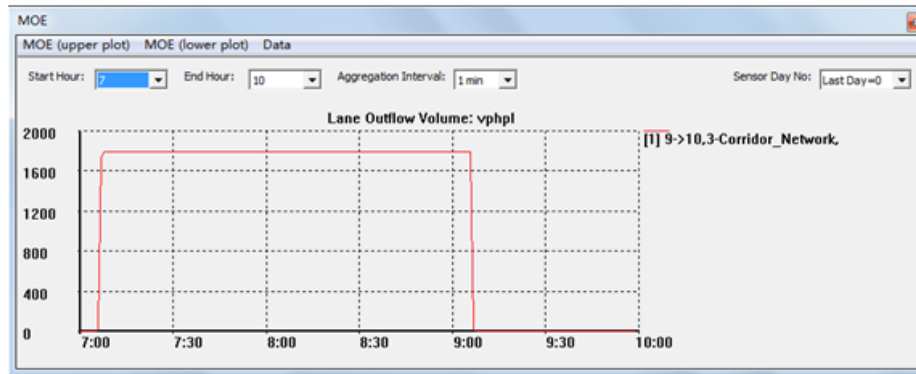 MOE
MOE (upper plot) MOE (lower plot) Data
Start Hour: 7 End Hour: 10 Aggregation Interval: 1 min Sensor Day No: Last Day=0
Lane Outflow Volume: vphpl
[1] 9->10,3-Corridor_Network,
2000
1600
1200
800
400
0
7:00 7:30 8:00 8:30 9:00 9:30 10:00